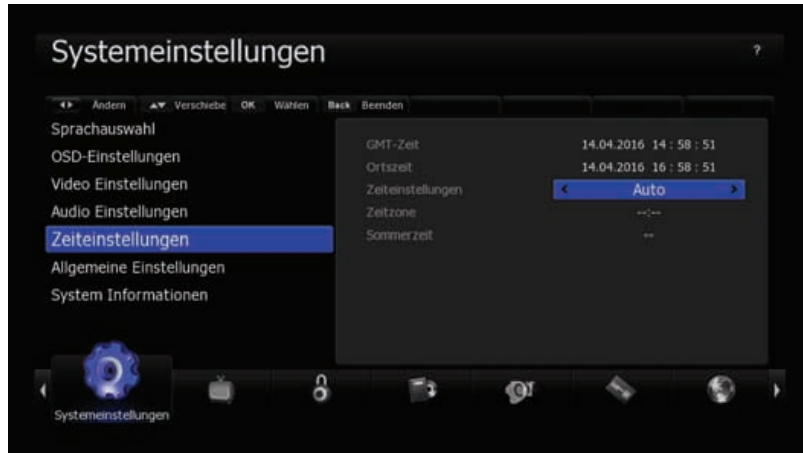 Systemeinstellungen
?
Ändern Verschiebe OK Wählen Back Beenden
Sprachauswahl
OSD-Einstellungen
Video Einstellungen
Audio Einstellungen
Zeiteinstellungen
Allgemeine Einstellungen
System Informationen
GMT-Zeit 14.04.2016 14 : 58 : 51
Ortszeit 14.04.2016 16 : 58 : 51
Zeiteinstellungen Auto
Zeitzone --:--
Sommerzeit --
Systemeinstellungen